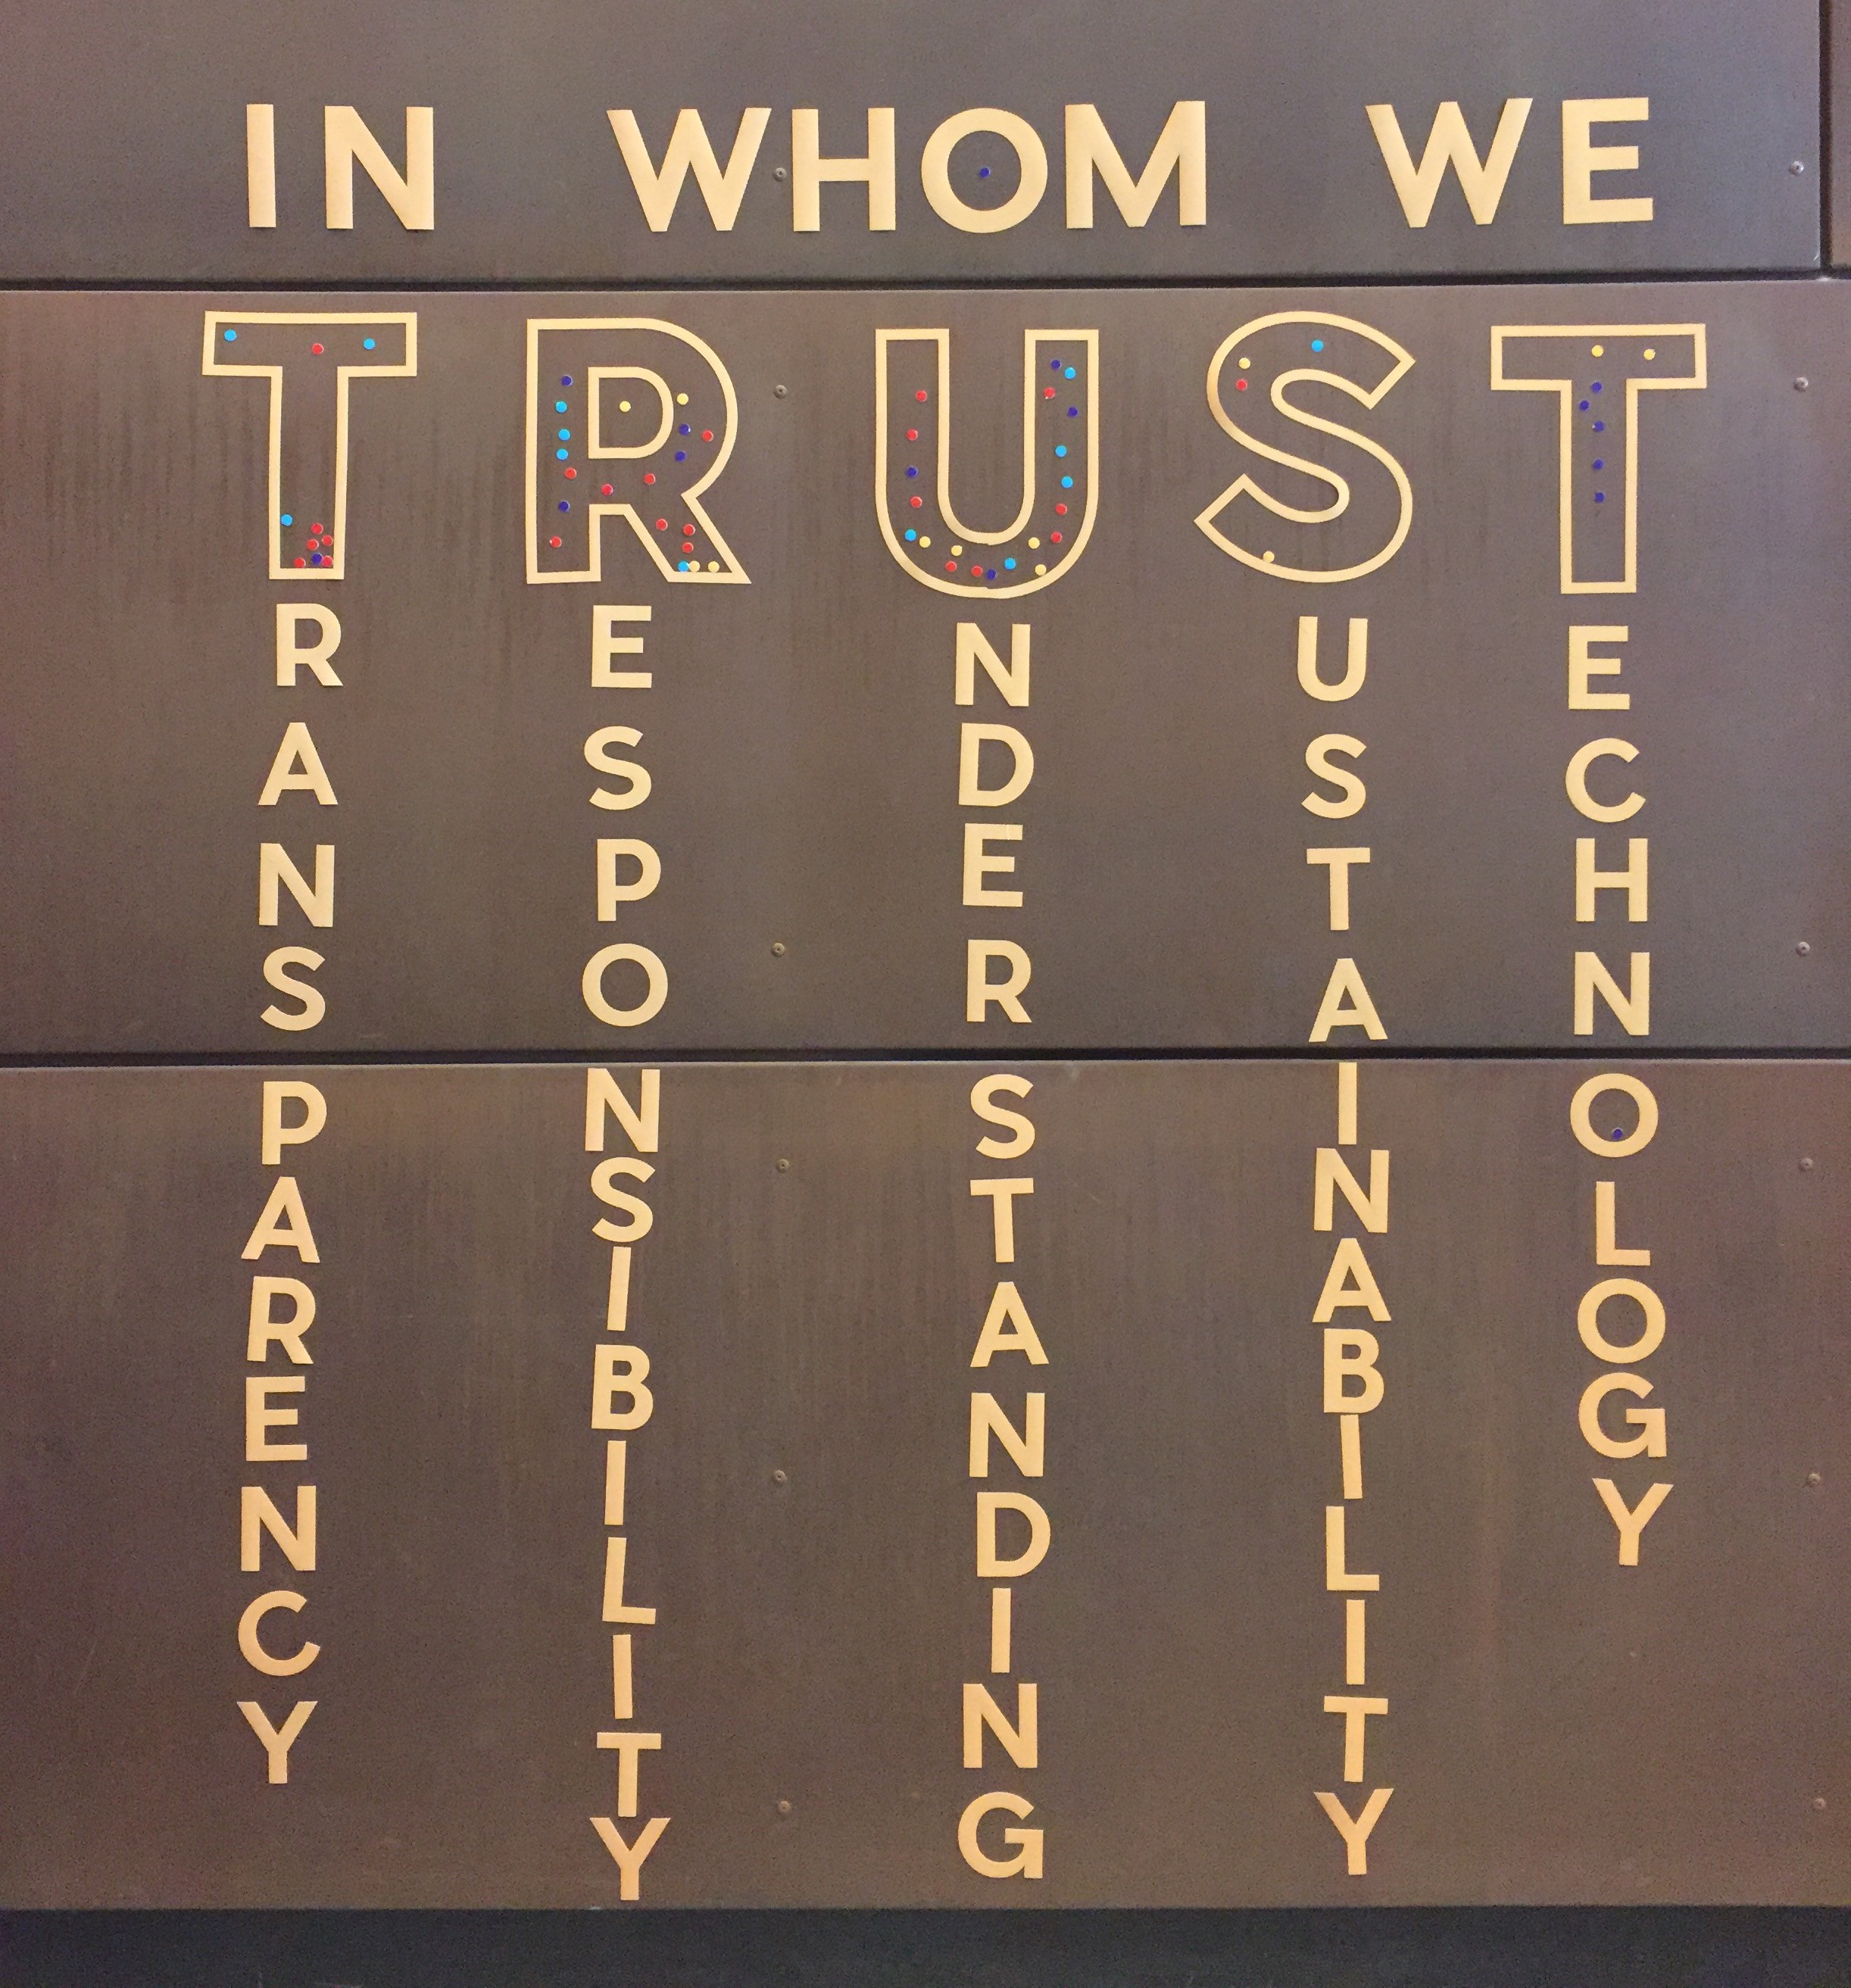 IN WHOM WE
TRUST
TRANSPARENCY
RESPONSIBILITY
UNDERSTANDING
SUSTAINABILITY
TECHNOLOGY